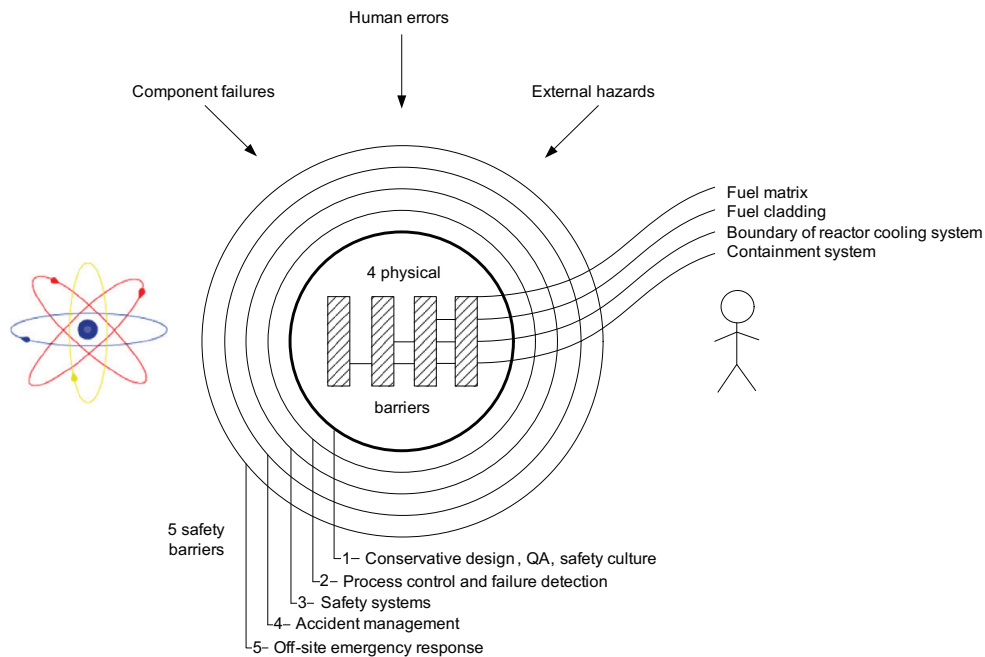 Human errors
Component failures
External hazards
Fuel matrix
Fuel cladding
Boundary of reactor cooling system
Containment system
4 physical
barriers
5 safety
barriers
1– Conservative design, QA, safety culture
2– Process control and failure detection
3– Safety systems
4– Accident management
5– Off-site emergency response